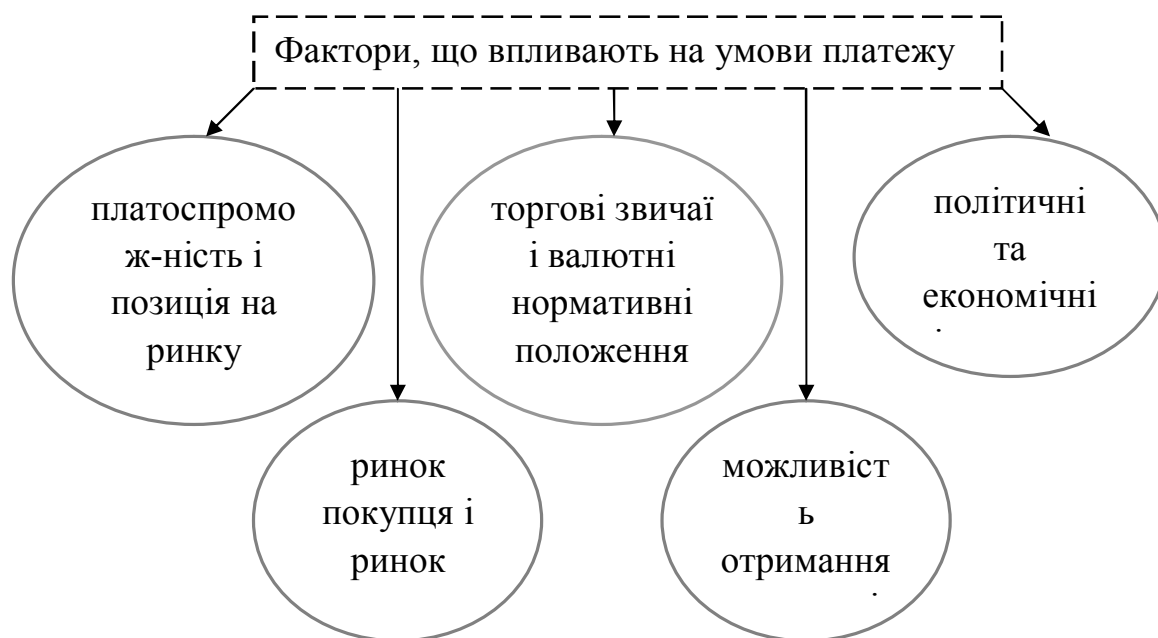 Фактори, що впливають на умови платежу
платоспромо
ж-ність і
позиція на
ринку
торгові звичаї
і валютні
нормативні
положення
політичні
та
економічні
ринок
покупця і
ринок
можливіст
ь
отримання